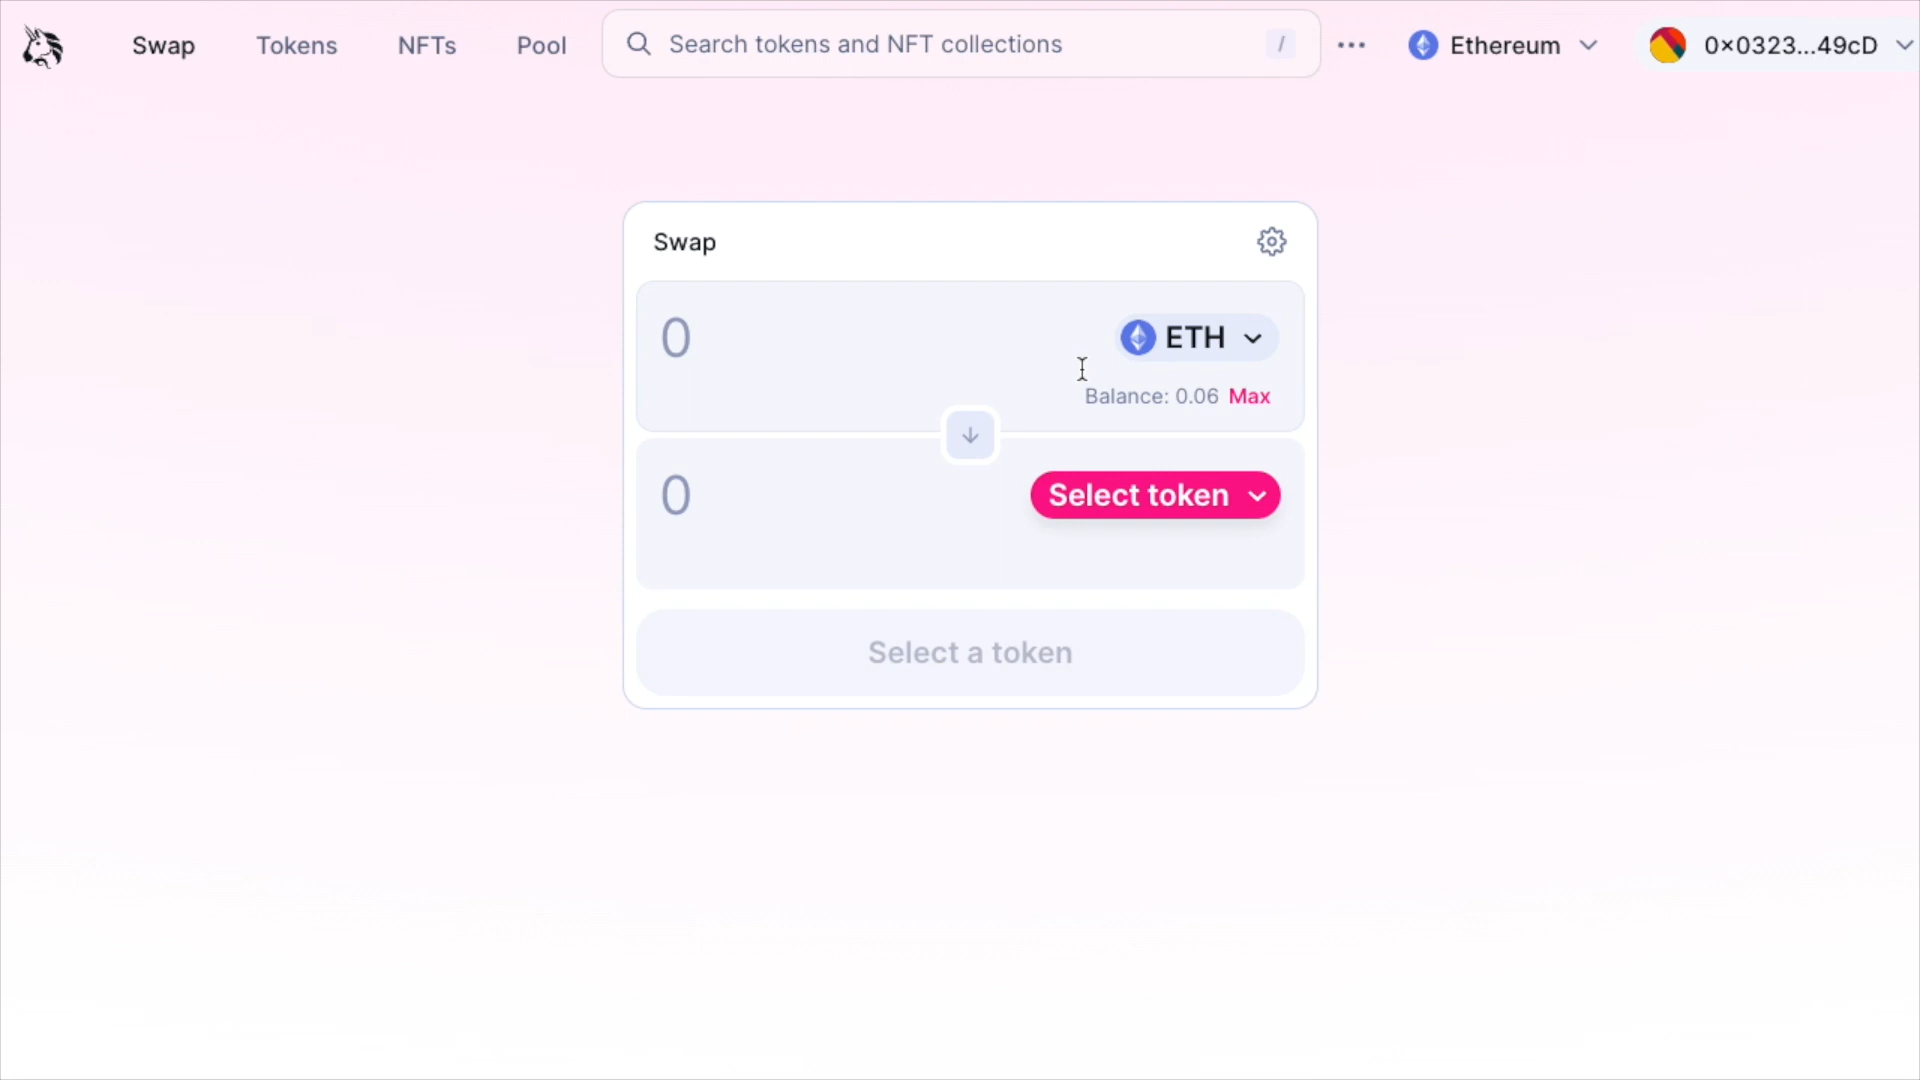 Swap
Tokens
NFTs
Pool
Search tokens and NFT collections
/
Ethereum
0x0323...49cD
Swap
0
ETH
Balance: 0.06 Max
0
Select token
Select a token